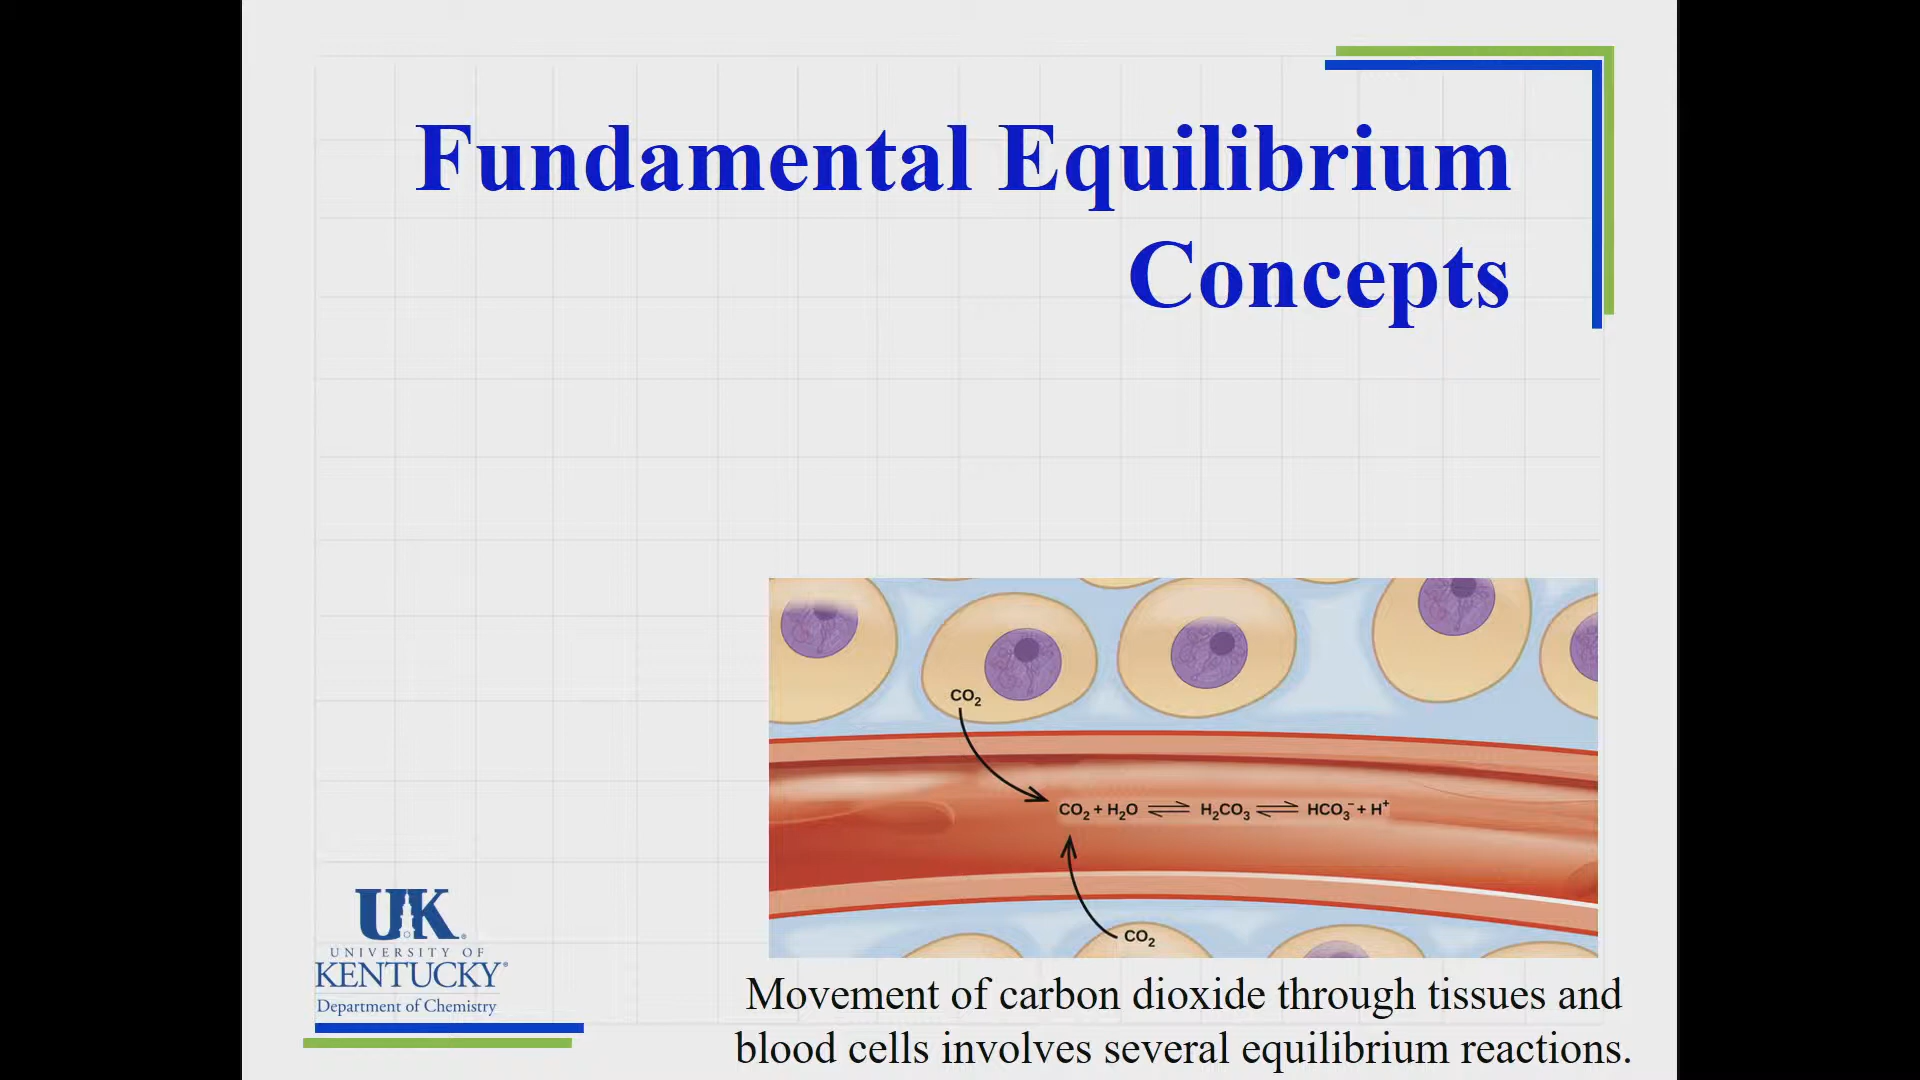 Fundamental Equilibrium
Concepts
CO₂
CO₂ + H₂O ⇌ H₂CO₃ ⇌ HCO₃⁻ + H⁺
CO₂
UK
UNIVERSITY OF
KENTUCKY®
Department of Chemistry
Movement of carbon dioxide through tissues and
blood cells involves several equilibrium reactions.